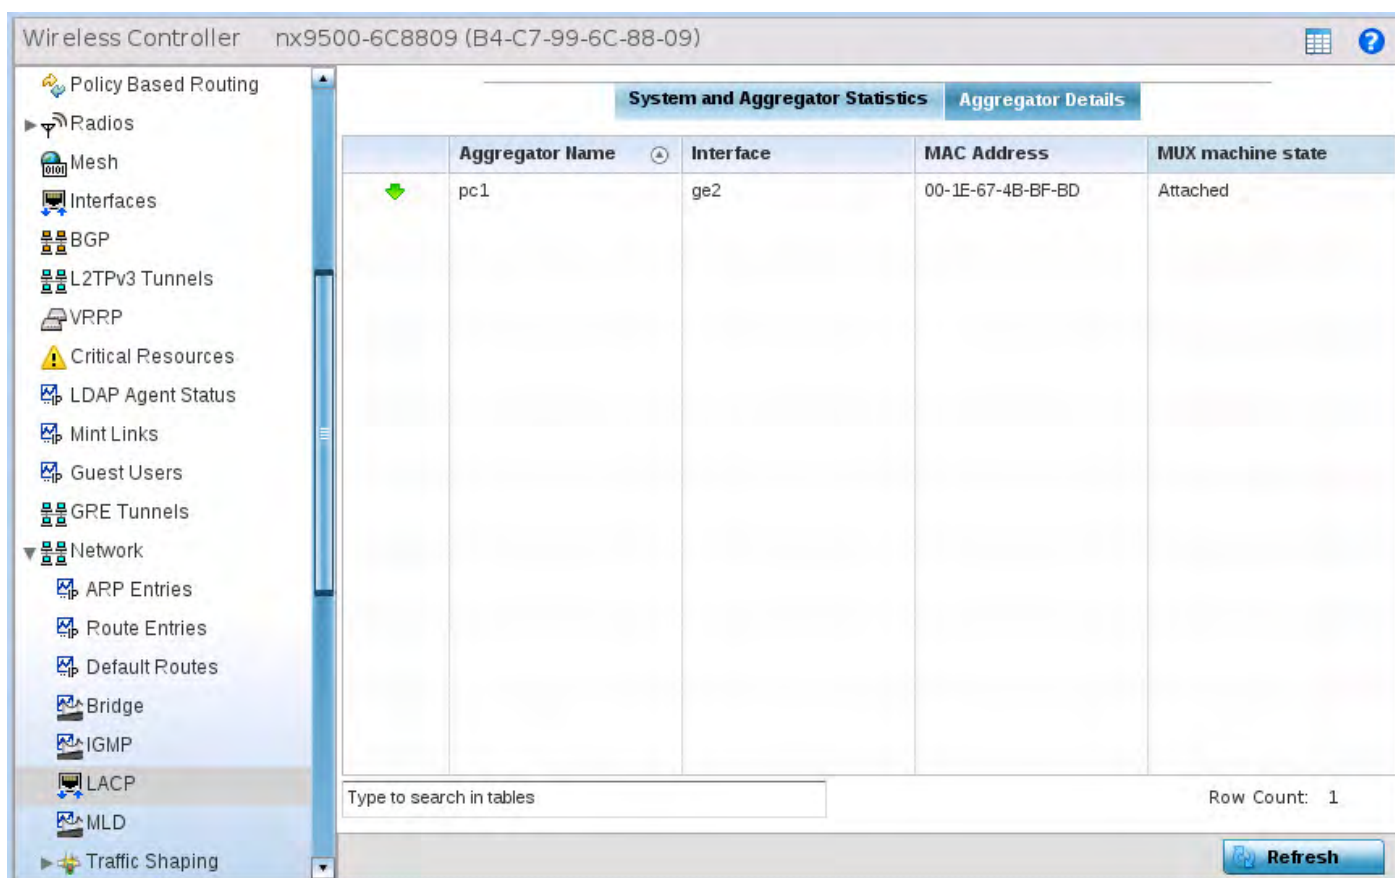 Wireless Controller nx9500-6C8809 (B4-C7-99-6C-88-09)
Policy Based Routing
Radios
Mesh
Interfaces
BGP
L2TPv3 Tunnels
VRRP
Critical Resources
LDAP Agent Status
Mint Links
Guest Users
GRE Tunnels
Network
ARP Entries
Route Entries
Default Routes
Bridge
IGMP
LACP
MLD
Traffic Shaping
System and Aggregator Statistics Aggregator Details
Aggregator Name Interface MAC Address MUX machine state
pc1 ge2 00-1E-67-4B-BF-BD Attached
Type to search in tables Row Count: 1
Refresh